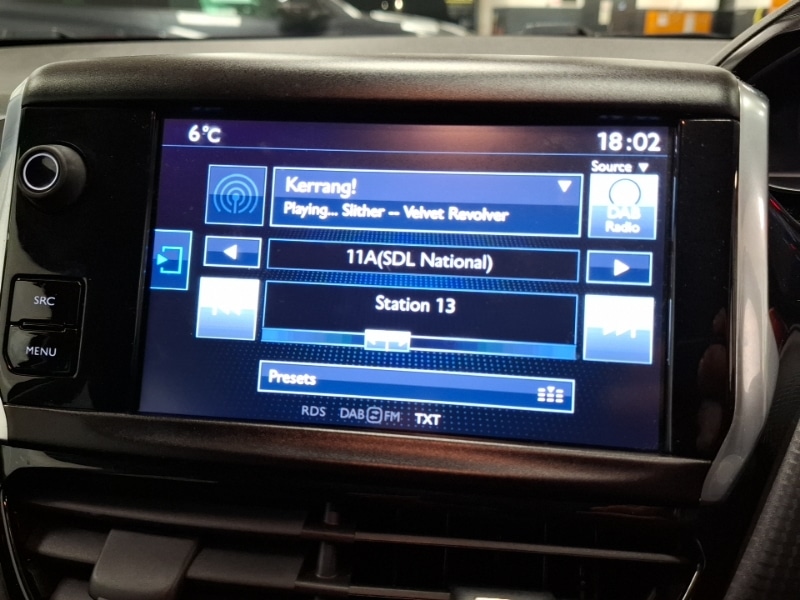 6°C
18:02
Source ▼
Kerrang!
Playing... Slither -- Velvet Revolver
DAB
Radio
11A(SDL National)
SRC
Station 13
MENU
Presets
RDS DAB FM TXT